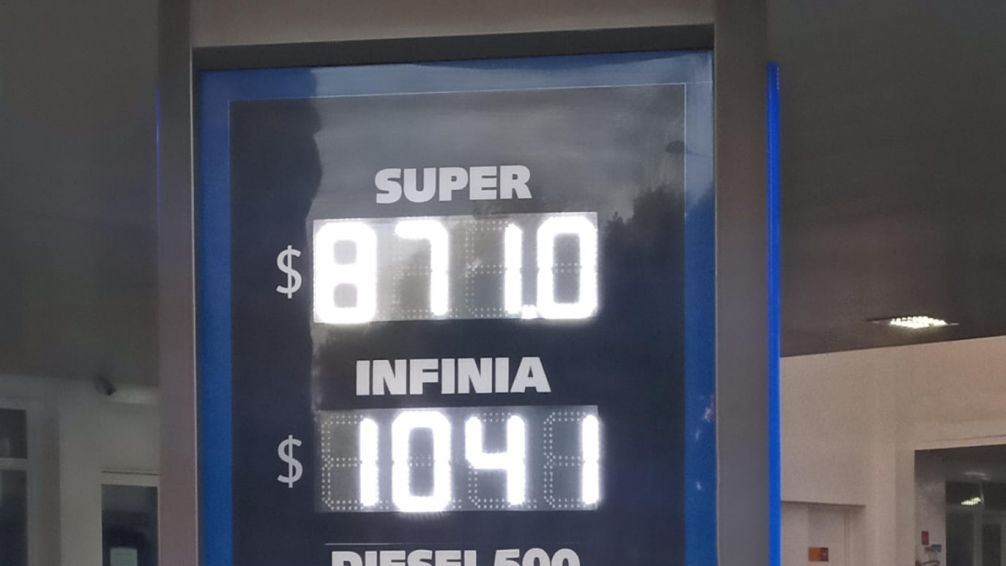 SUPER
$ 871.0
INFINIA
$ 1041
DIESEL 500